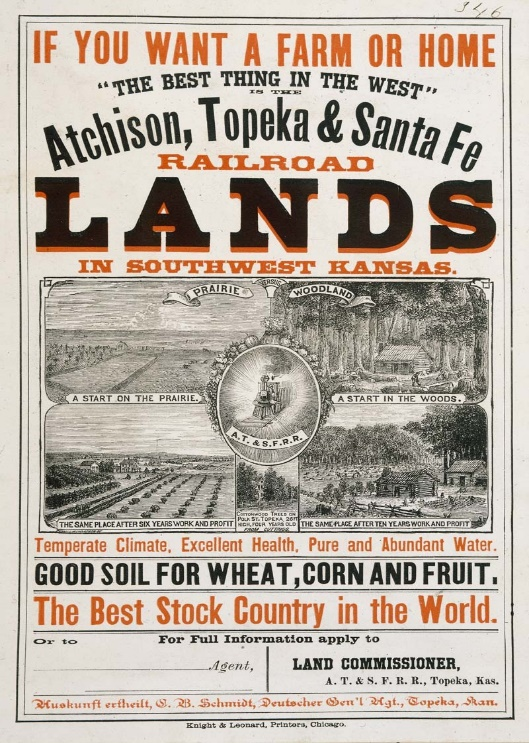 346
IF YOU WANT A FARM OR HOME
"THE BEST THING IN THE WEST"
IS THE
Atchison, Topeka & Santa Fe
RAILROAD
LANDS
IN SOUTHWEST KANSAS.
PRAIRIE VERSUS WOODLAND
A START ON THE PRAIRIE.
A START IN THE WOODS.
A.T. & S.F.R.R.
THE SAME PLACE AFTER SIX YEARS WORK AND PROFIT
COTTONWOOD TREES ON
POLK ST. TOPEKA, 26FT
HIGH, FOUR YEARS OLD
FROM CUTTINGS.
THE SAME PLACE AFTER TEN YEARS WORK AND PROFIT
Temperate Climate, Excellent Health, Pure and Abundant Water.
GOOD SOIL FOR WHEAT, CORN AND FRUIT.
The Best Stock Country in the World.
Or to
For Full Information apply to
Agent,
LAND COMMISSIONER,
A. T. & S. F. R. R., Topeka, Kas.
Auskunft ertheilt, C. B. Schmidt, Deutscher Gen'l Agt., Topeka, Kan.
Knight & Leonard, Printers, Chicago.